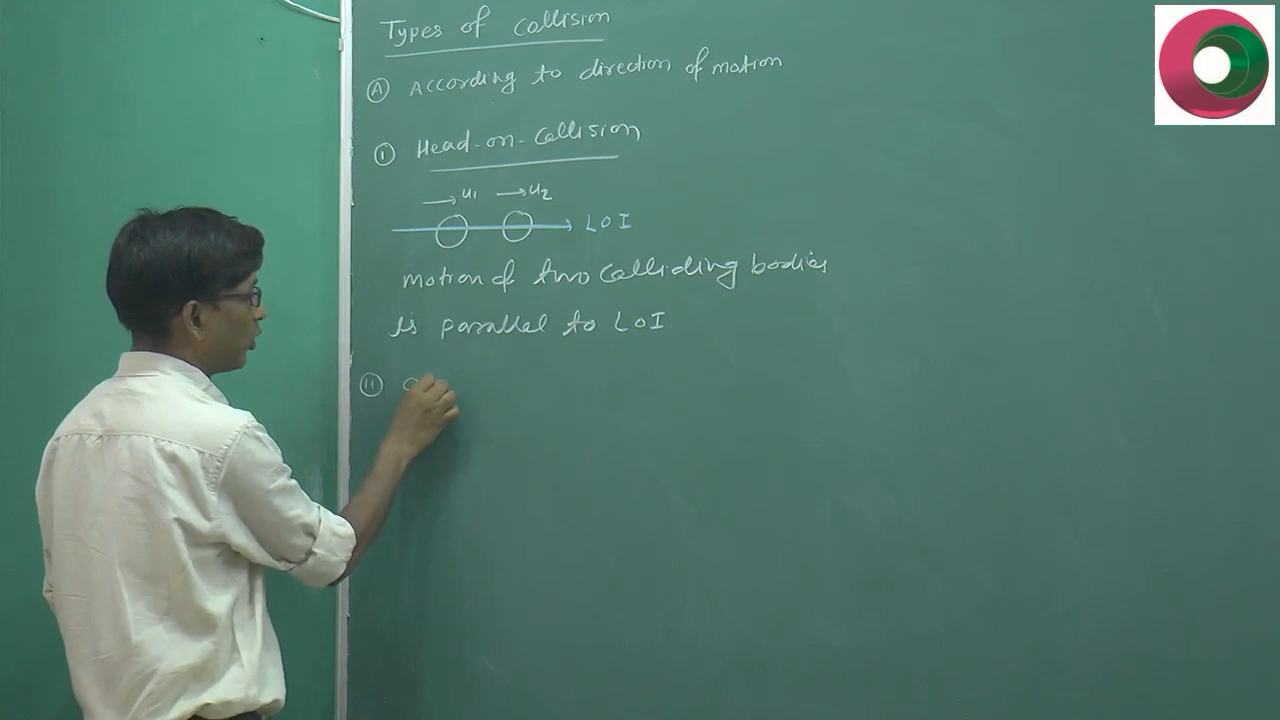 Types of Collision
Ⓐ According to direction of motion
① Head-on-Collision
→u₁ →u₂
LOI
motion of two Colliding bodies
is parallel to LOI
(ii)